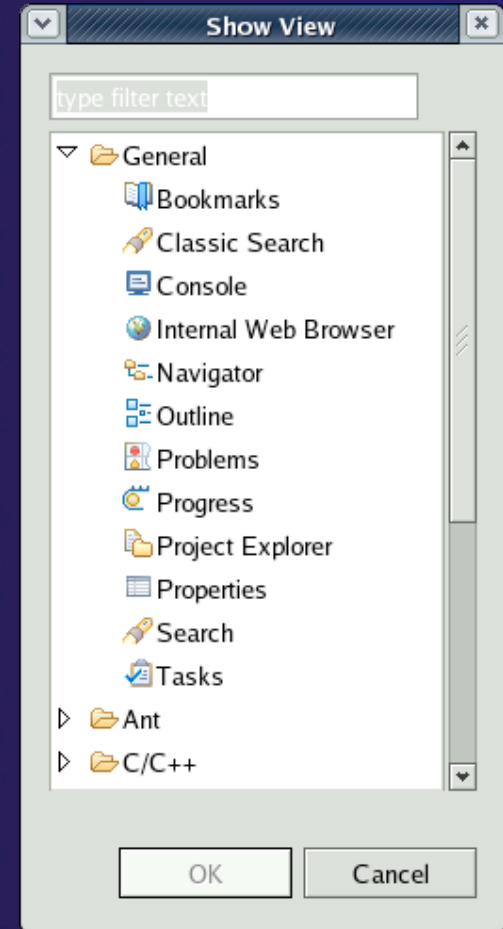 Show View
type filter text
General
Bookmarks
Classic Search
Console
Internal Web Browser
Navigator
Outline
Problems
Progress
Project Explorer
Properties
Search
Tasks
Ant
C/C++
OK Cancel